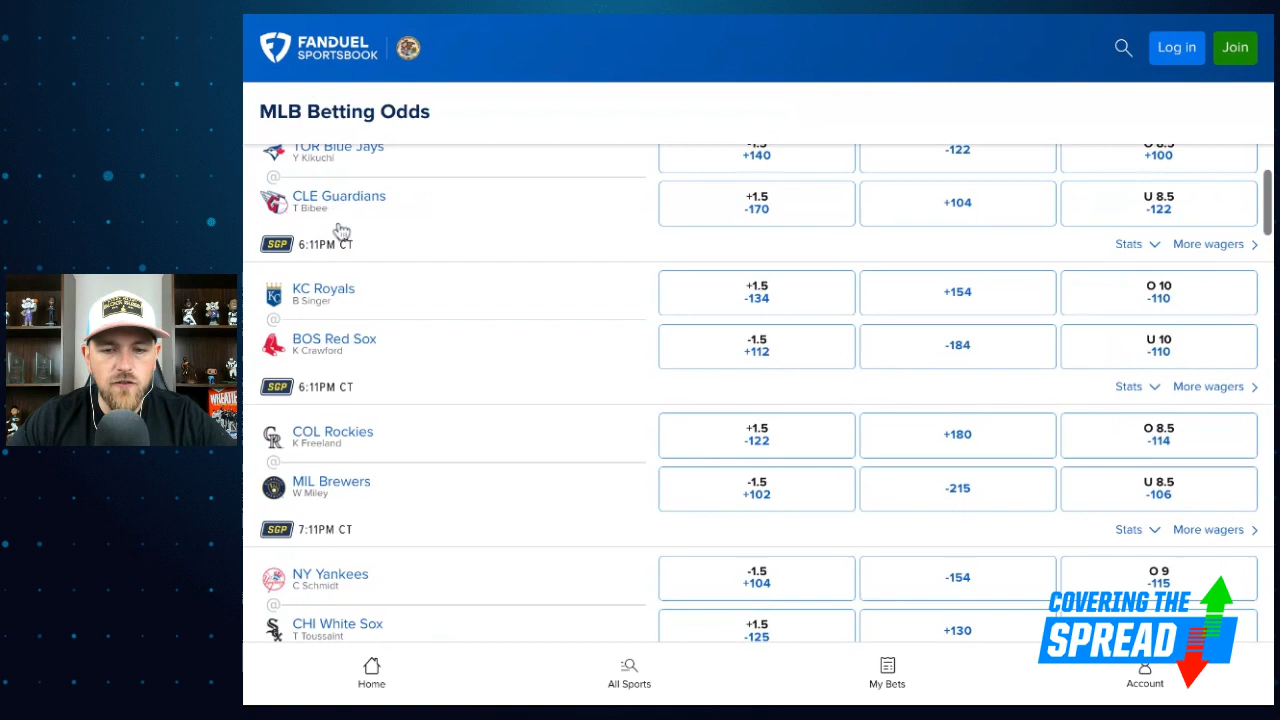 FANDUEL
SPORTSBOOK
Log in
Join
MLB Betting Odds
TOR Blue Jays
Y Kikuchi
-1.5
+140
-122
O 8.5
+100
@
CLE Guardians
T Bibee
+1.5
-170
+104
U 8.5
-122
SGP 6:11PM CT
Stats
More wagers
KC Royals
B Singer
+1.5
-134
+154
O 10
-110
@
BOS Red Sox
K Crawford
-1.5
+112
-184
U 10
-110
SGP 6:11PM CT
Stats
More wagers
COL Rockies
K Freeland
+1.5
-122
+180
O 8.5
-114
@
MIL Brewers
W Miley
-1.5
+102
-215
U 8.5
-106
SGP 7:11PM CT
Stats
More wagers
NY Yankees
C Schmidt
-1.5
+104
-154
O 9
-115
@
CHI White Sox
T Toussaint
+1.5
-125
+130
COVERING THE
SPREAD
Home
All Sports
My Bets
Account